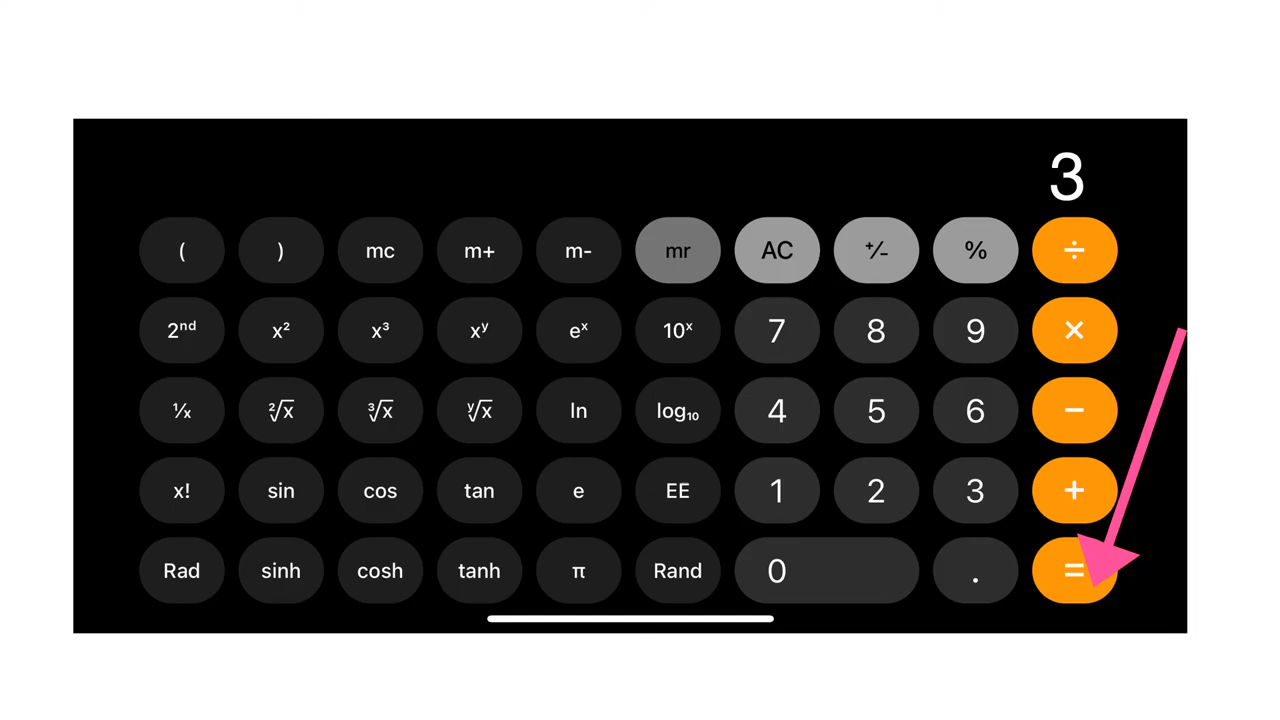 3
( ) mc m+ m- mr AC ⁺∕₋ % ÷
2ⁿᵈ x² x³ xʸ eˣ 10ˣ 7 8 9 ×
¹∕ₓ ²√x ³√x ʸ√x ln log₁₀ 4 5 6 −
x! sin cos tan e EE 1 2 3 +
Rad sinh cosh tanh π Rand 0 . =